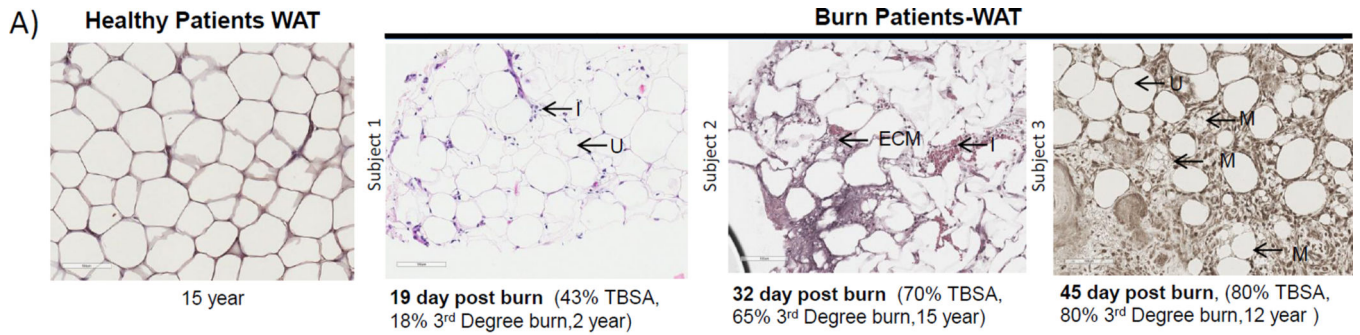 A)
Healthy Patients WAT
Burn Patients-WAT
Subject 1
I
U
Subject 2
ECM
I
Subject 3
U
M
M
M
15 year
19 day post burn (43% TBSA,
18% 3rd Degree burn,2 year)
32 day post burn (70% TBSA,
65% 3rd Degree burn,15 year)
45 day post burn, (80% TBSA,
80% 3rd Degree burn,12 year )